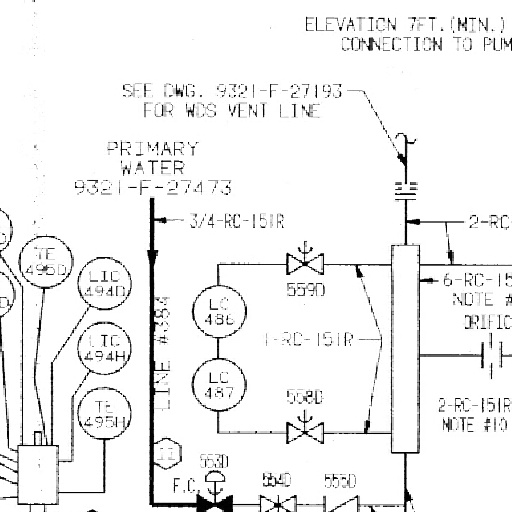 ELEVATION 7FT.(MIN.)
CONNECTION TO PUM
SEE DWG. 9321-F-27193
FOR WDS VENT LINE
PRIMARY
WATER
9321-F-27473
3/4-RC-151R
2-RC
TE
495D
LIC
494D
6-RC-15
NOTE #
ORIFIC
559D
LC
486
LINE #384
1-RC-151R
LIC
494H
LC
487
558D
2-RC-151R
NOTE #10
TE
495H
553D
F.C.
554D
555D